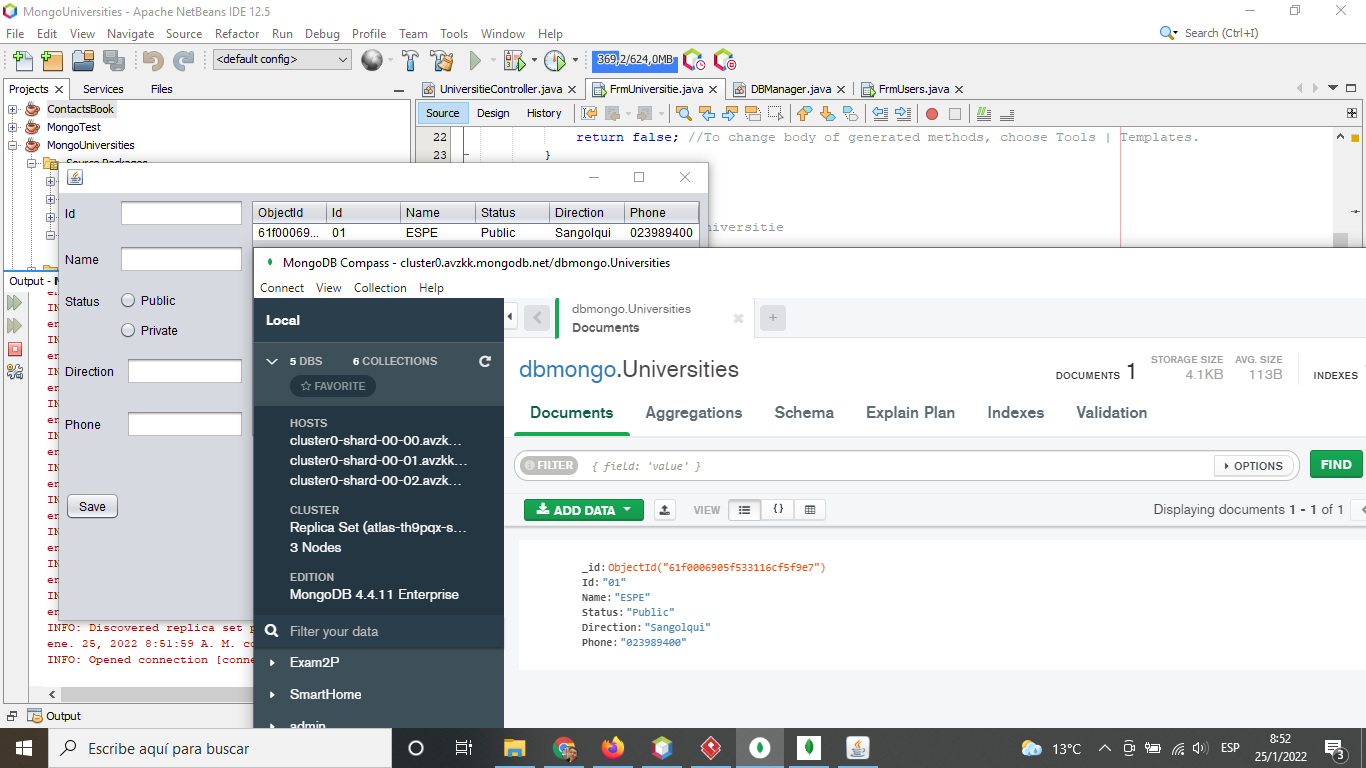 MongoUniversities - Apache NetBeans IDE 12.5
File Edit View Navigate Source Refactor Run Debug Profile Team Tools Window Help
Search (Ctrl+I)
<default config>
369,2/624,0MB
Projects Services Files
UniversitieController.java FrmUniversitie.java DBManager.java FrmUsers.java
ContactsBook
MongoTest
MongoUniversities
Source Packages
Source Design History
22 return false; //To change body of generated methods, choose Tools | Templates.
23 }
iversitie
Id
Name
Status Public
Private
Direction
Phone
Save
ObjectId Id Name Status Direction Phone
61f00069... 01 ESPE Public Sangolqui 023989400
Output -
INFO: Discovered replica set p
ene. 25, 2022 8:51:59 A. M. co
INFO: Opened connection [conne
Output
MongoDB Compass - cluster0.avzkk.mongodb.net/dbmongo.Universities
Connect View Collection Help
Local
5 DBS 6 COLLECTIONS
FAVORITE
HOSTS
cluster0-shard-00-00.avzk...
cluster0-shard-00-01.avzkk...
cluster0-shard-00-02.avzk...
CLUSTER
Replica Set (atlas-th9pqx-s...
3 Nodes
EDITION
MongoDB 4.4.11 Enterprise
Filter your data
Exam2P
SmartHome
admin
dbmongo.Universities
Documents
dbmongo.Universities
DOCUMENTS 1
STORAGE SIZE
4.1KB
AVG. SIZE
113B
INDEXES
Documents Aggregations Schema Explain Plan Indexes Validation
FILTER { field: 'value' } OPTIONS FIND
ADD DATA VIEW {} Displaying documents 1 - 1 of 1
_id: ObjectId("61f0006905f533116cf5f9e7")
Id: "01"
Name: "ESPE"
Status: "Public"
Direction: "Sangolqui"
Phone: "023989400"
Escribe aquí para buscar
13°C
ESP
8:52
25/1/2022
3